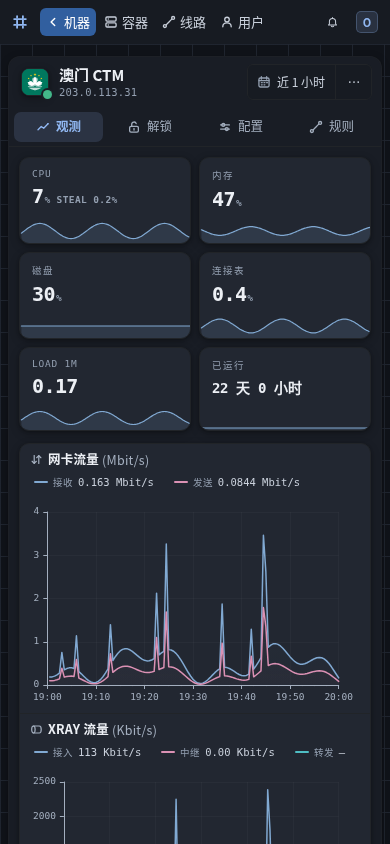 机器 容器 线路 用户 O
澳门 CTM
203.0.113.31
近 1 小时 ...
观测 解锁 配置 规则
CPU
7% STEAL 0.2%
内存
47%
磁盘
30%
连接表
0.4%
LOAD 1M
0.17
已运行
22 天 0 小时
网卡流量 (Mbit/s)
接收 0.163 Mbit/s 发送 0.0844 Mbit/s
4
3
2
1
0
19:00 19:10 19:20 19:30 19:40 19:50 20:00
XRAY 流量 (Kbit/s)
接入 113 Kbit/s 中继 0.00 Kbit/s 转发 —
2500
2000